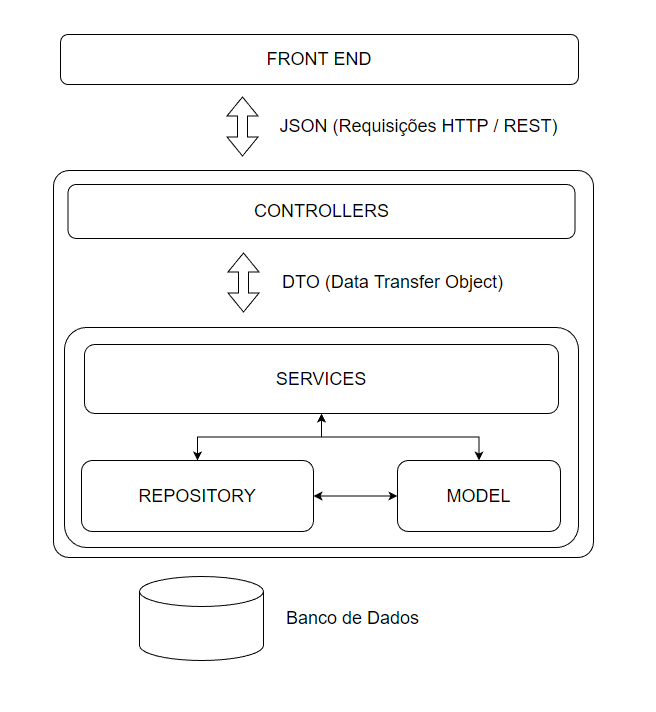 FRONT END
JSON (Requisições HTTP / REST)
CONTROLLERS
DTO (Data Transfer Object)
SERVICES
REPOSITORY
MODEL
Banco de Dados